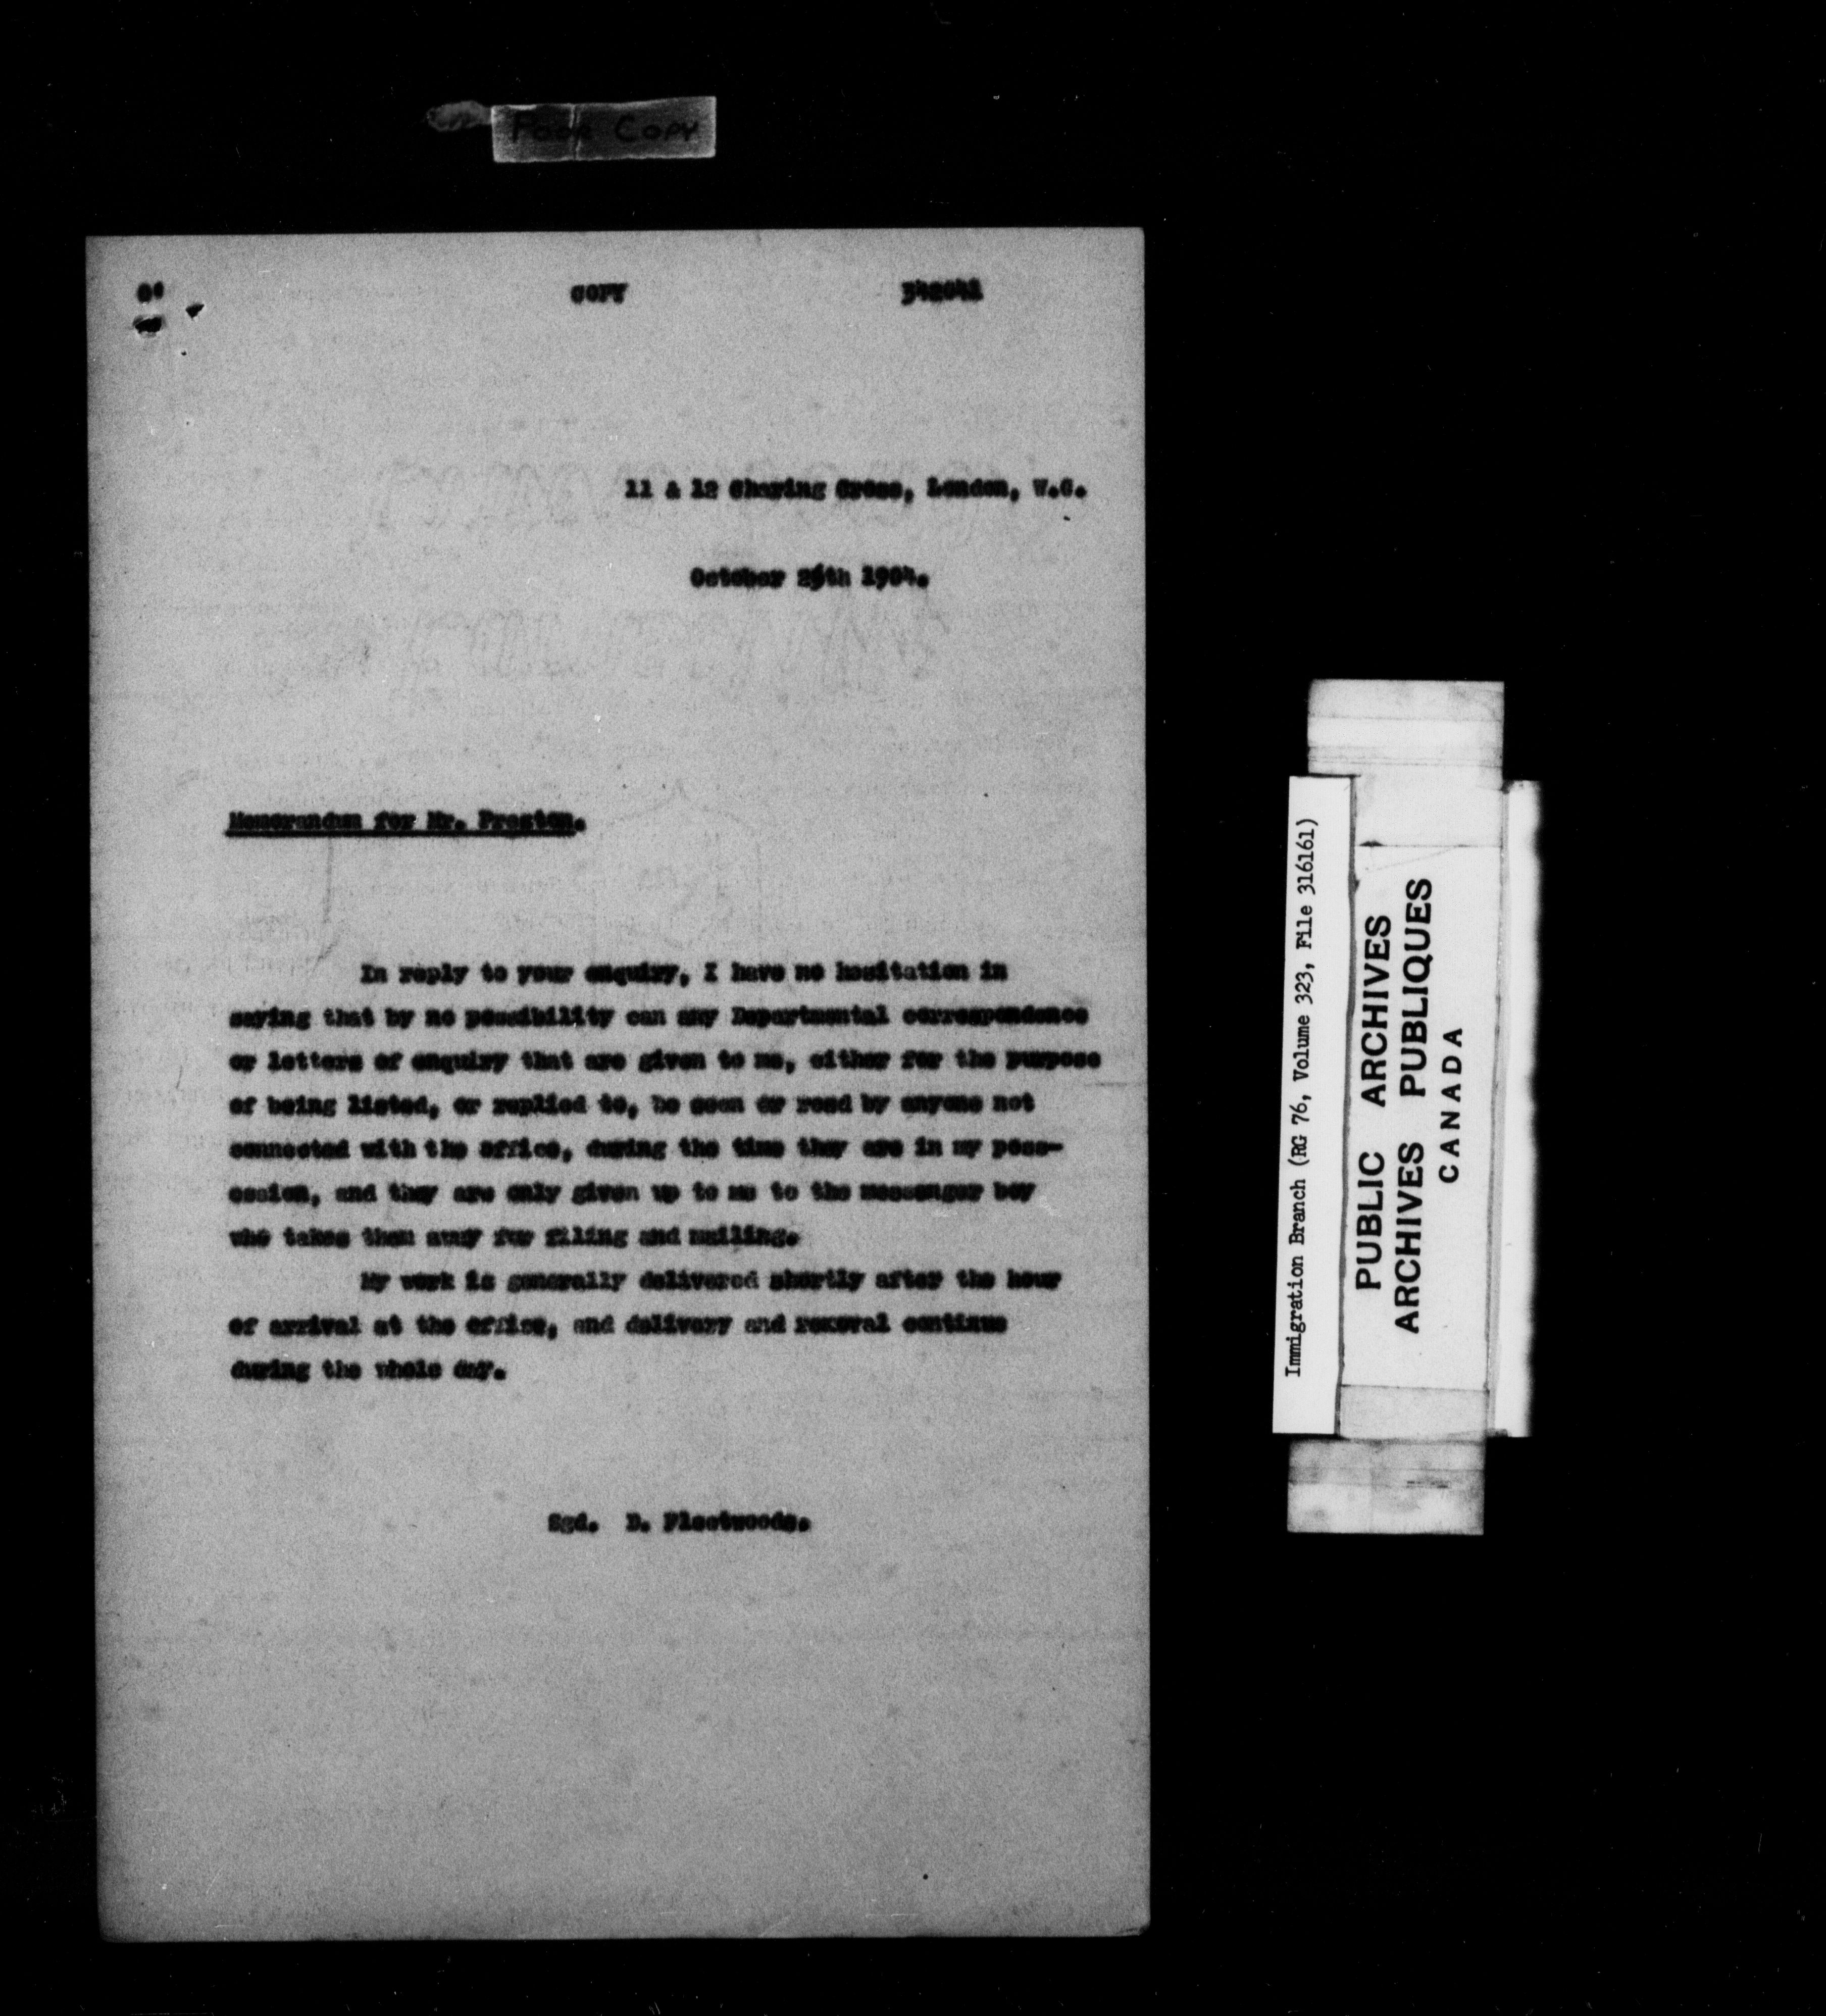 Poor Copy
COPY
11 & 12 Charing Cross, London, W.C.
October 1904.
Memorandum for Mr. Preston.
In reply to your enquiry, I have no hesitation in
saying that by no possibility can any Departmental correspondence
or letters of enquiry that are given to me, either for the purpose
of being listed, or replied to, be seen or read by anyone not
connected with the office, during the time they are in my poss-
ession, and they are only given up to me to the messenger boy
who takes them away for filing and mailing.
My work is generally delivered shortly after the hour
of arrival at the office, and delivery and removal continue
during the whole day.
Sgd. D. Fleetwoods.
Immigration Branch (RG 76, Volume 323, File 316161)
PUBLIC ARCHIVES
ARCHIVES PUBLIQUES
CANADA